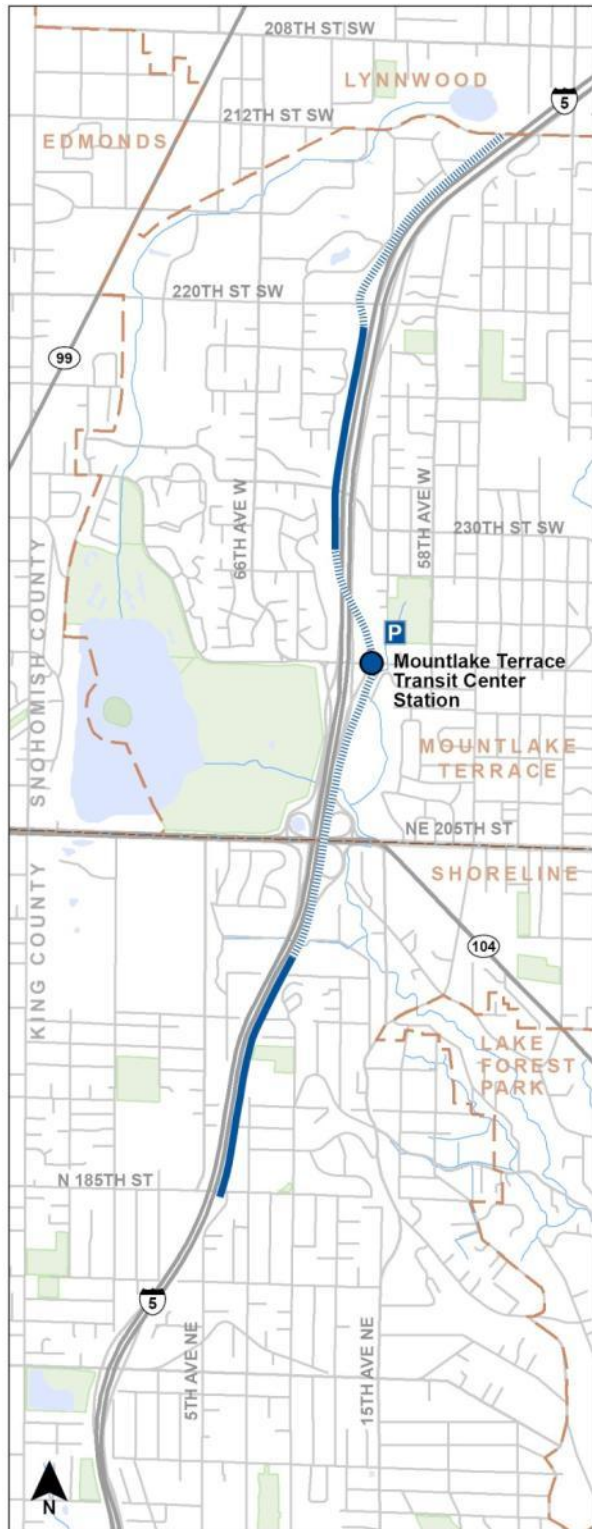 208TH ST SW
LYNNWOOD
5
212TH ST SW
EDMONDS
220TH ST SW
99
66TH AVE W
58TH AVE W
230TH ST SW
SNOHOMISH COUNTY
P
Mountlake Terrace
Transit Center
Station
MOUNTLAKE
TERRACE
NE 205TH ST
SHORELINE
KING COUNTY
104
LAKE
FOREST
PARK
N 185TH ST
5
5TH AVE NE
15TH AVE NE
N